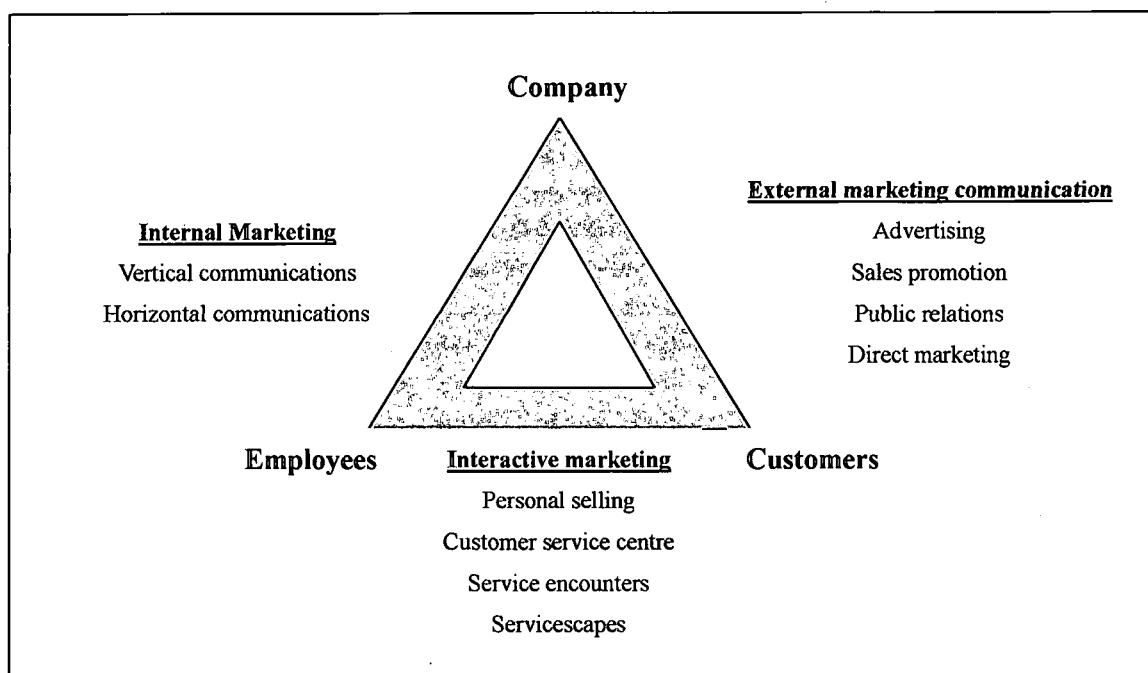 Company
External marketing communication
Advertising
Sales promotion
Public relations
Direct marketing
Internal Marketing
Vertical communications
Horizontal communications
Employees
Interactive marketing
Customers
Personal selling
Customer service centre
Service encounters
Servicescapes